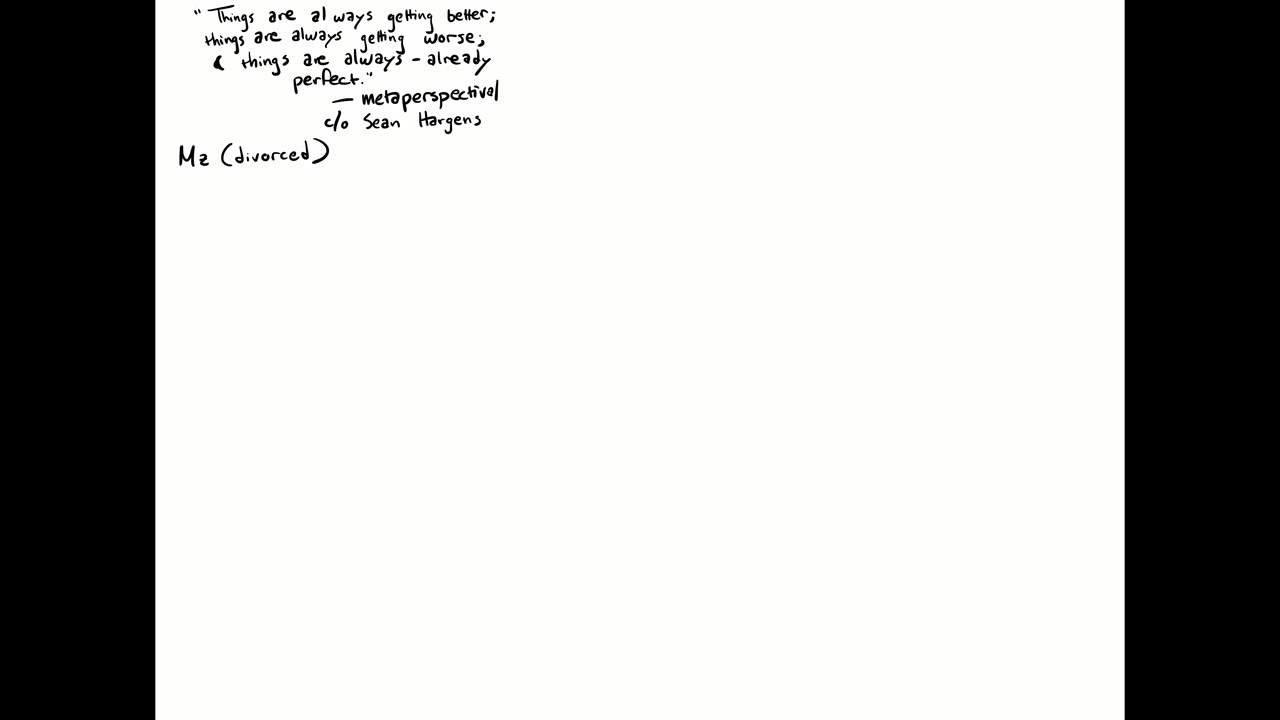 "Things are always getting better;
things are always getting worse;
& things are always-already
perfect."
— metaperspectival
c/o Sean Hargens
Mz (divorced)